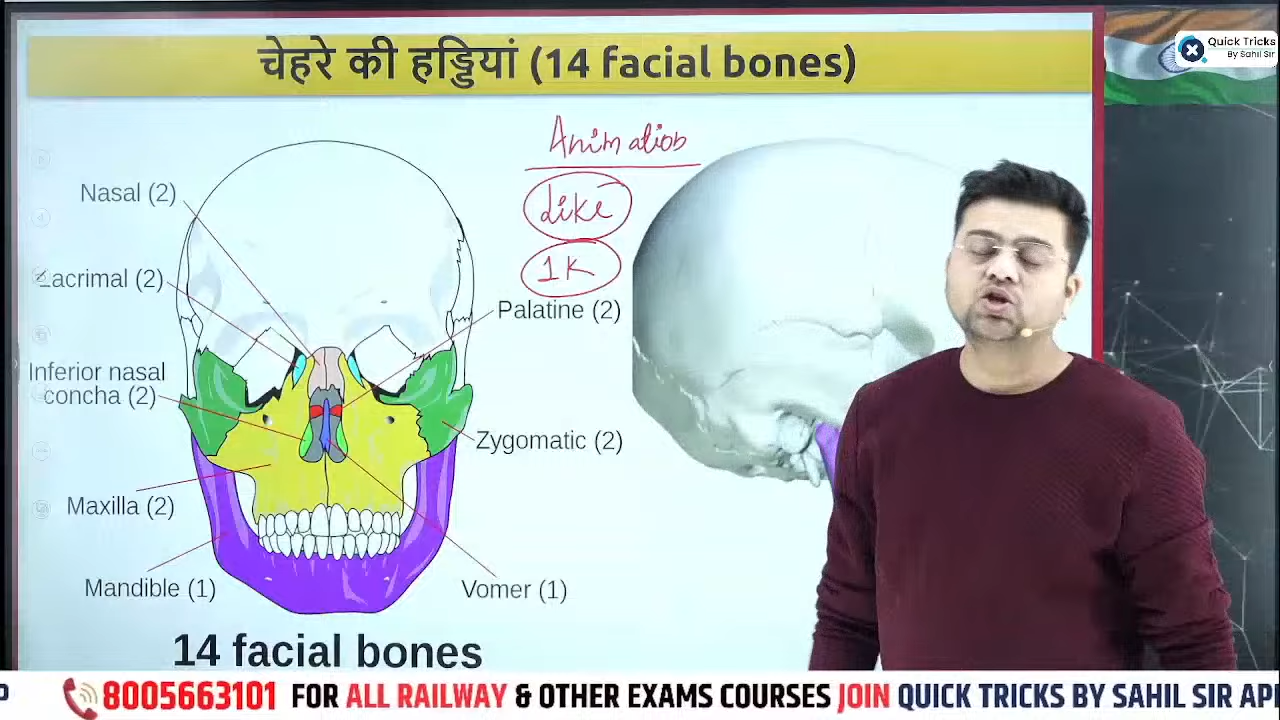 चेहरे की हड्डियां (14 facial bones)
Quick Tricks
By Sahil Sir
Animation
Like
1K
Nasal (2)
Lacrimal (2)
Palatine (2)
Inferior nasal
concha (2)
Zygomatic (2)
Maxilla (2)
Mandible (1)
Vomer (1)
14 facial bones
8005663101 FOR ALL RAILWAY & OTHER EXAMS COURSES JOIN QUICK TRICKS BY SAHIL SIR AP